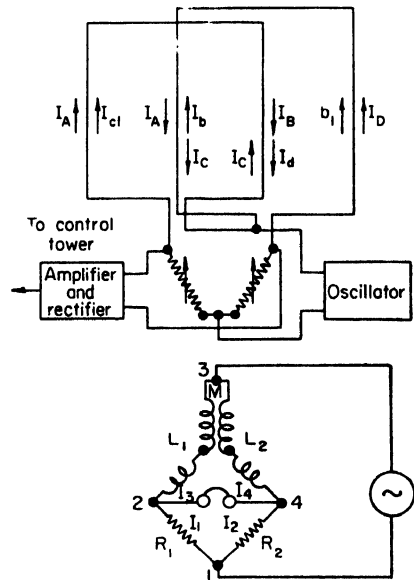 I_A I_cl I_A I_b I_B b_1 I_D
I_C I_C I_d
To control
tower
Amplifier
and
rectifier
Oscillator
3
M
L_1 L_2
2 I_3 I_4 4
I_1 I_2
R_1 R_2
1